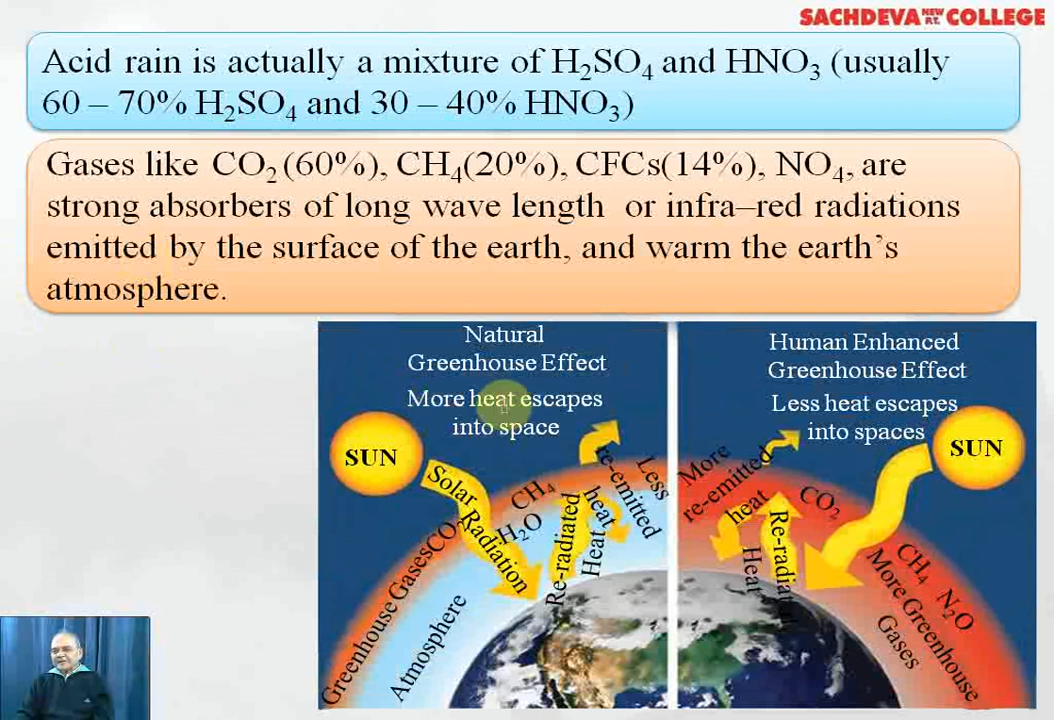 SACHDEVA NEW P.T. COLLEGE
Acid rain is actually a mixture of H₂SO₄ and HNO₃ (usually
60 – 70% H₂SO₄ and 30 – 40% HNO₃)
Gases like CO₂ (60%), CH₄(20%), CFCs(14%), NO₄, are
strong absorbers of long wave length or infra–red radiations
emitted by the surface of the earth, and warm the earth’s
atmosphere.
Natural
Greenhouse Effect
More heat escapes
into space
SUN
Solar
Radiation
Greenhouse Gases
CO₂
CH₄
H₂O
Atmosphere
Re-radiated
Heat
Less
re-emitted
heat
Human Enhanced
Greenhouse Effect
Less heat escapes
into spaces
SUN
More
re-emitted
heat
CO₂
Re-radiated
Heat
CH₄
N₂O
More Greenhouse
Gases